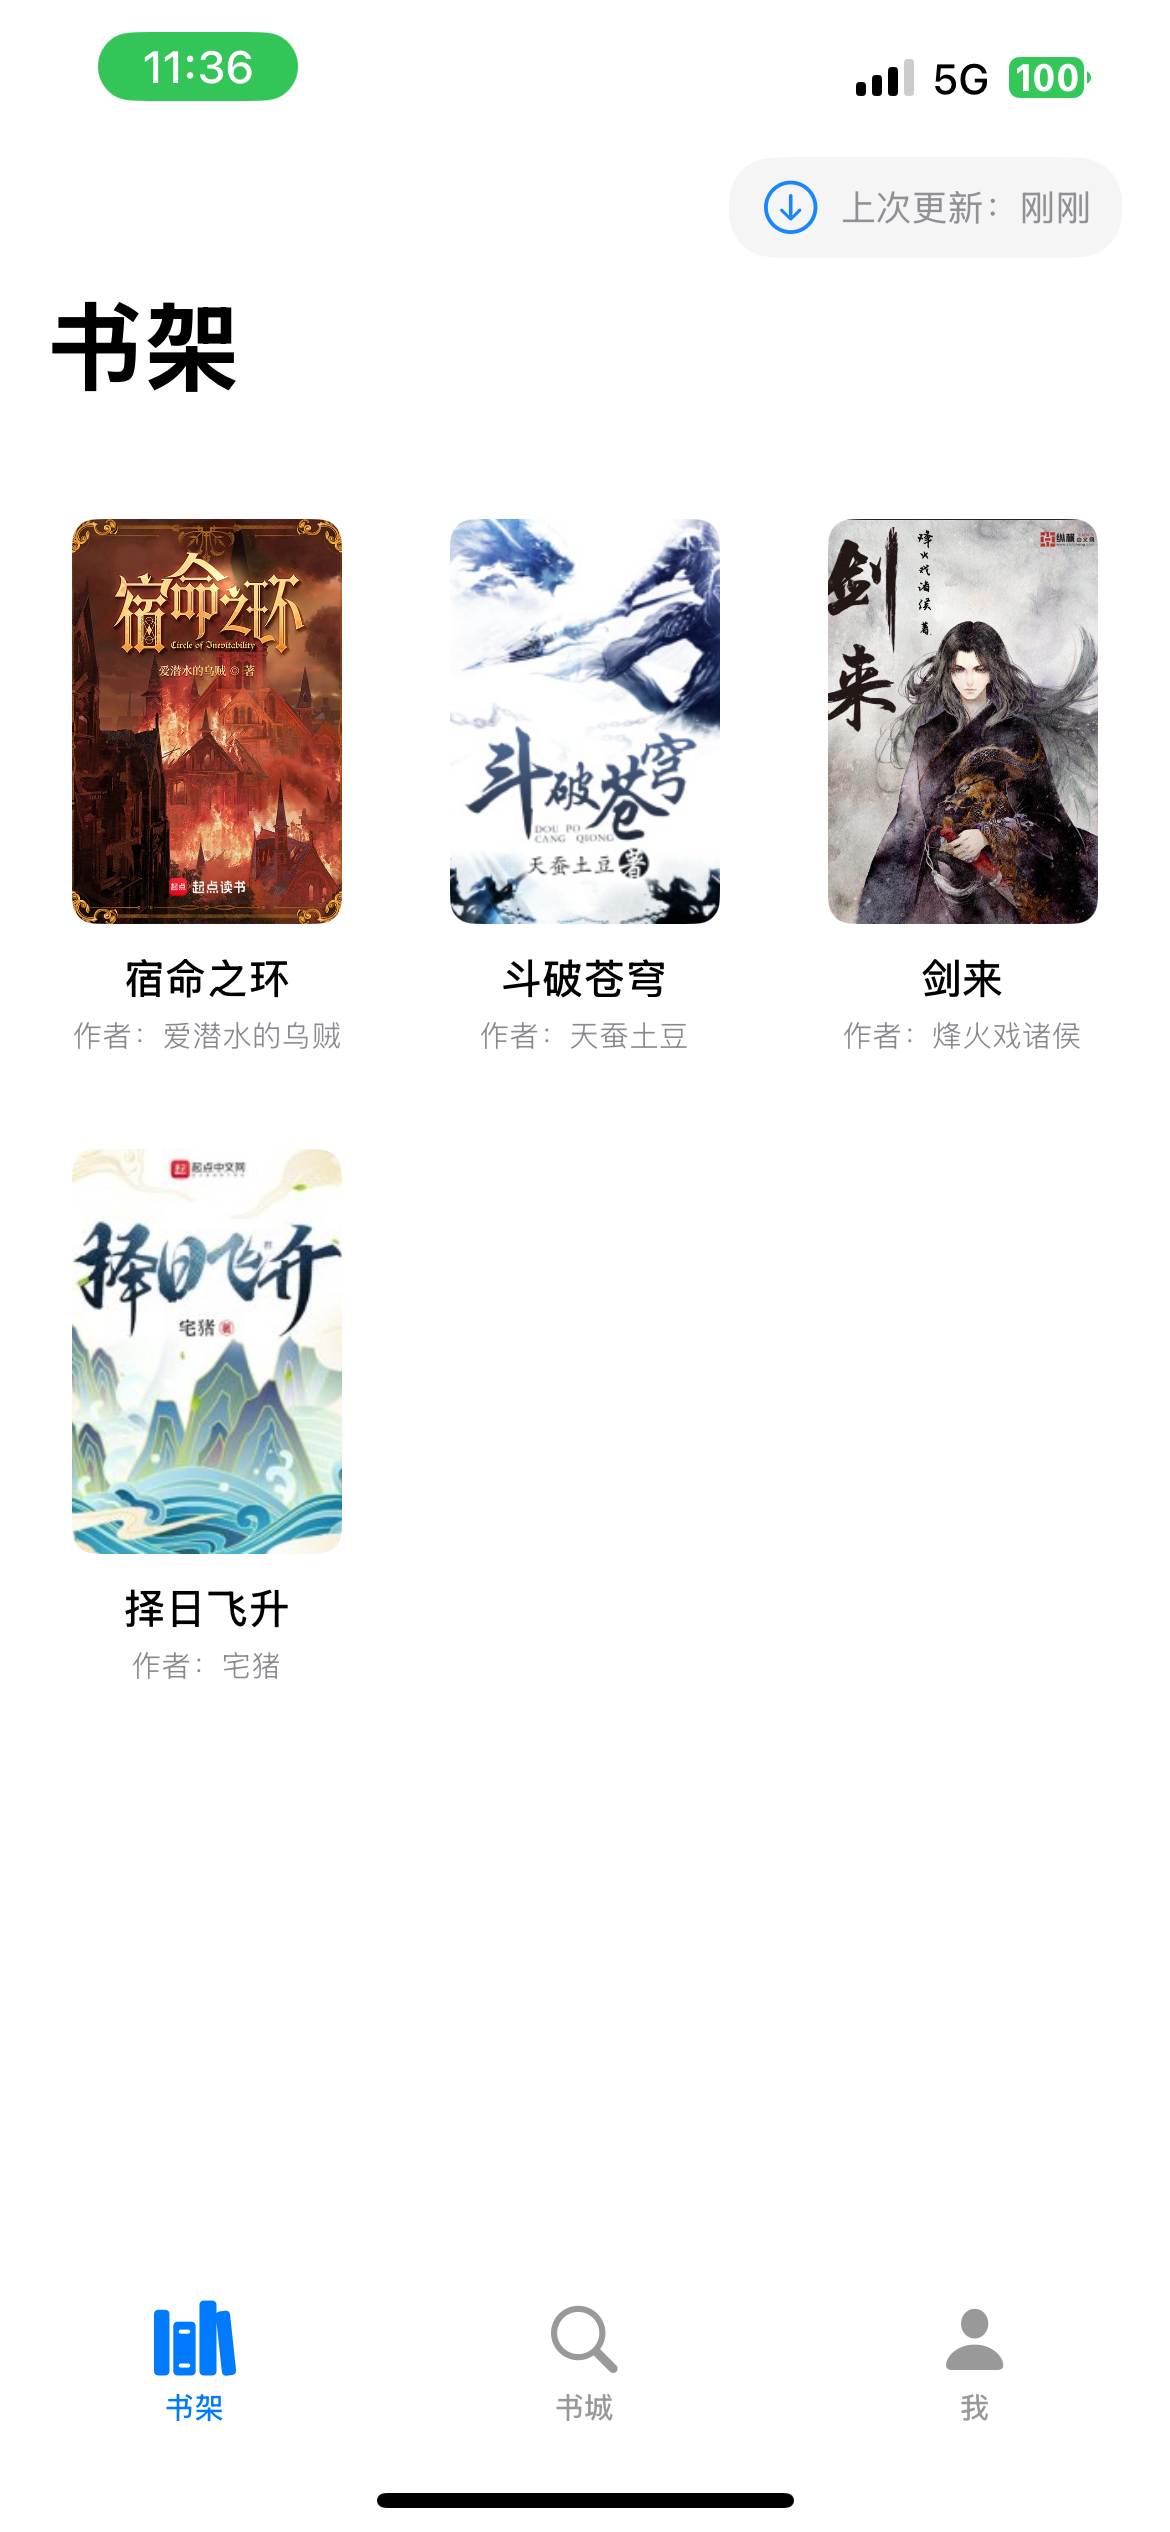 11:36
5G
100
上次更新：刚刚
书架
宿命之环
Circle of Inevitability
爱潜水的乌贼 著
起点 起点读书
宿命之环
作者：爱潜水的乌贼
斗破苍穹
DOU PO
CANG QIONG
天蚕土豆 著
斗破苍穹
作者：天蚕土豆
剑来
烽火戏诸侯 著
纵横
剑来
作者：烽火戏诸侯
起点中文网
择日飞升
宅猪 著
择日飞升
作者：宅猪
书架
书城
我